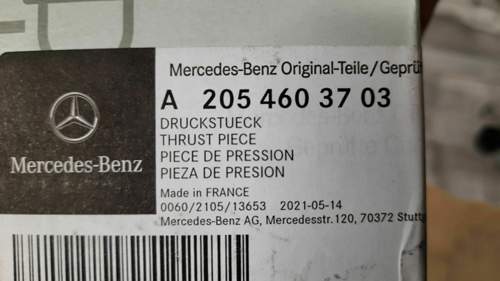 Mercedes-Benz Original-Teile/Geprü
A 205 460 37 03
DRUCKSTUECK
THRUST PIECE
PIECE DE PRESSION
PIEZA DE PRESION
Made in FRANCE
0060/2105/13653 2021-05-14
Mercedes-Benz AG, Mercedesstr.120, 70372 Stutt
Mercedes-Benz